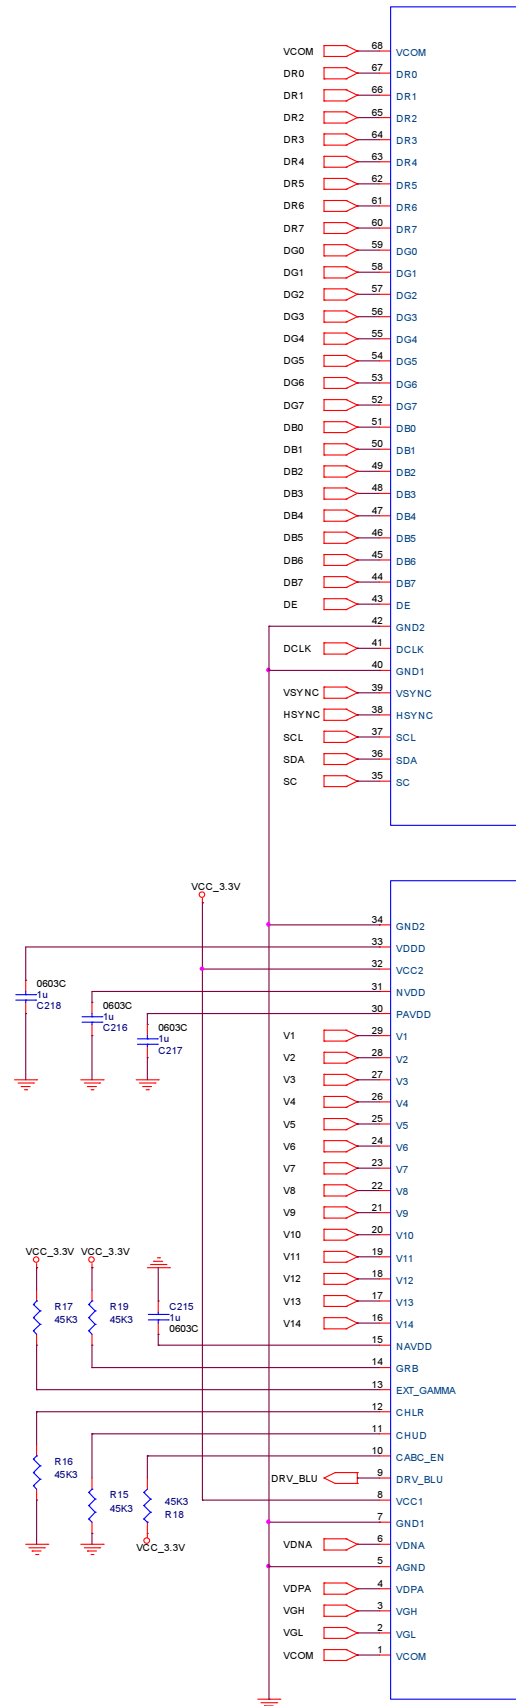 VCOM 68 VCOM
DR0 67 DR0
DR1 66 DR1
DR2 65 DR2
DR3 64 DR3
DR4 63 DR4
DR5 62 DR5
DR6 61 DR6
DR7 60 DR7
DG0 59 DG0
DG1 58 DG1
DG2 57 DG2
DG3 56 DG3
DG4 55 DG4
DG5 54 DG5
DG6 53 DG6
DG7 52 DG7
DB0 51 DB0
DB1 50 DB1
DB2 49 DB2
DB3 48 DB3
DB4 47 DB4
DB5 46 DB5
DB6 45 DB6
DB7 44 DB7
DE 43 DE
42 GND2
DCLK 41 DCLK
40 GND1
VSYNC 39 VSYNC
HSYNC 38 HSYNC
SCL 37 SCL
SDA 36 SDA
SC 35 SC
VCC_3.3V
34 GND2
33 VDDD
32 VCC2
31 NVDD
30 PAVDD
0603C
1u
C218
0603C
1u
C216
0603C
1u
C217
V1 29 V1
V2 28 V2
V3 27 V3
V4 26 V4
V5 25 V5
V6 24 V6
V7 23 V7
V8 22 V8
V9 21 V9
V10 20 V10
V11 19 V11
V12 18 V12
V13 17 V13
V14 16 V14
VCC_3.3V VCC_3.3V
R17
45K3
R19
45K3
C215
1u
0603C
15 NAVDD
14 GRB
13 EXT_GAMMA
12 CHLR
11 CHUD
10 CABC_EN
R16
45K3
R15
45K3
45K3
R18
VCC_3.3V
DRV_BLU 9 DRV_BLU
8 VCC1
7 GND1
VDNA 6 VDNA
5 AGND
VDPA 4 VDPA
VGH 3 VGH
VGL 2 VGL
VCOM 1 VCOM